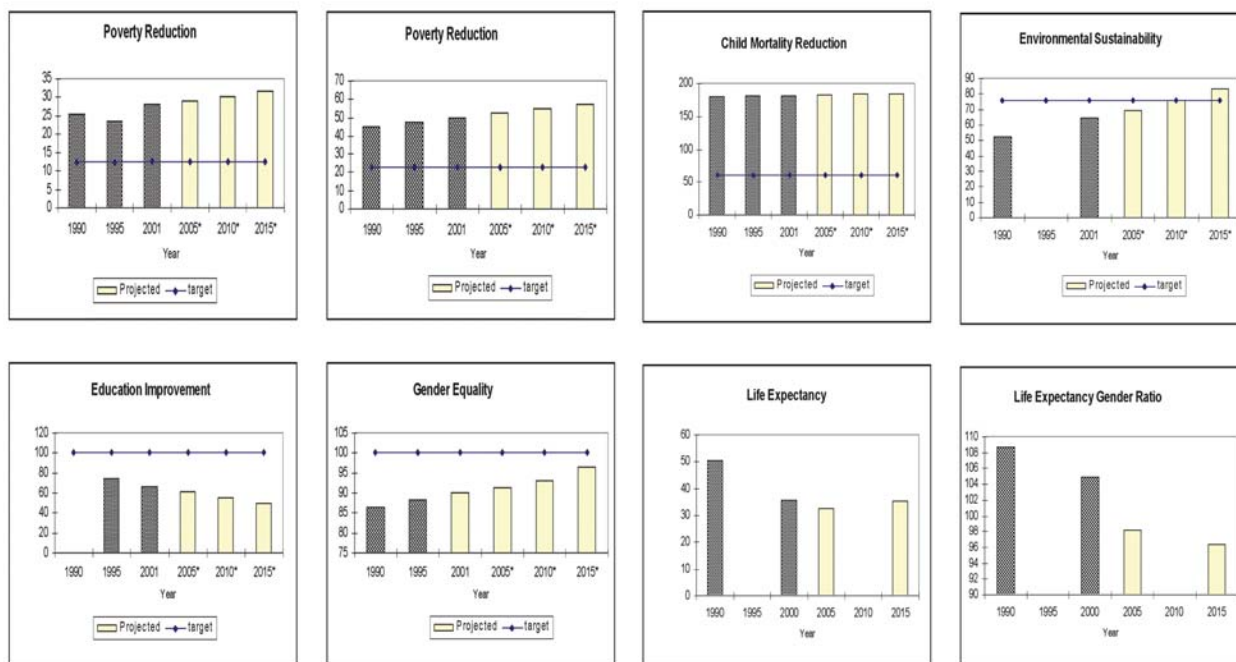 Poverty Reduction
35
30
25
20
15
10
5
0
1990 1995 2001 2005* 2010* 2015*
Year
Projected target
Poverty Reduction
70
60
50
40
30
20
10
0
1990 1995 2001 2005* 2010* 2015*
Year
Projected target
Child Mortality Reduction
200
150
100
50
0
1990 1995 2001 2005* 2010* 2015*
Year
Projected target
Environmental Sustainability
90
80
70
60
50
40
30
20
10
0
1990 1995 2001 2005* 2010* 2015*
Year
Projected target
Education Improvement
120
100
80
60
40
20
0
1990 1995 2001 2005* 2010* 2015*
Year
Projected target
Gender Equality
105
100
95
90
85
80
75
1990 1995 2001 2005* 2010* 2015*
Year
Projected target
Life Expectancy
60
50
40
30
20
10
0
1990 1995 2000 2005 2010 2015
Year
Life Expectancy Gender Ratio
110
108
106
104
102
100
98
96
94
92
90
1990 1995 2000 2005 2010 2015
Year